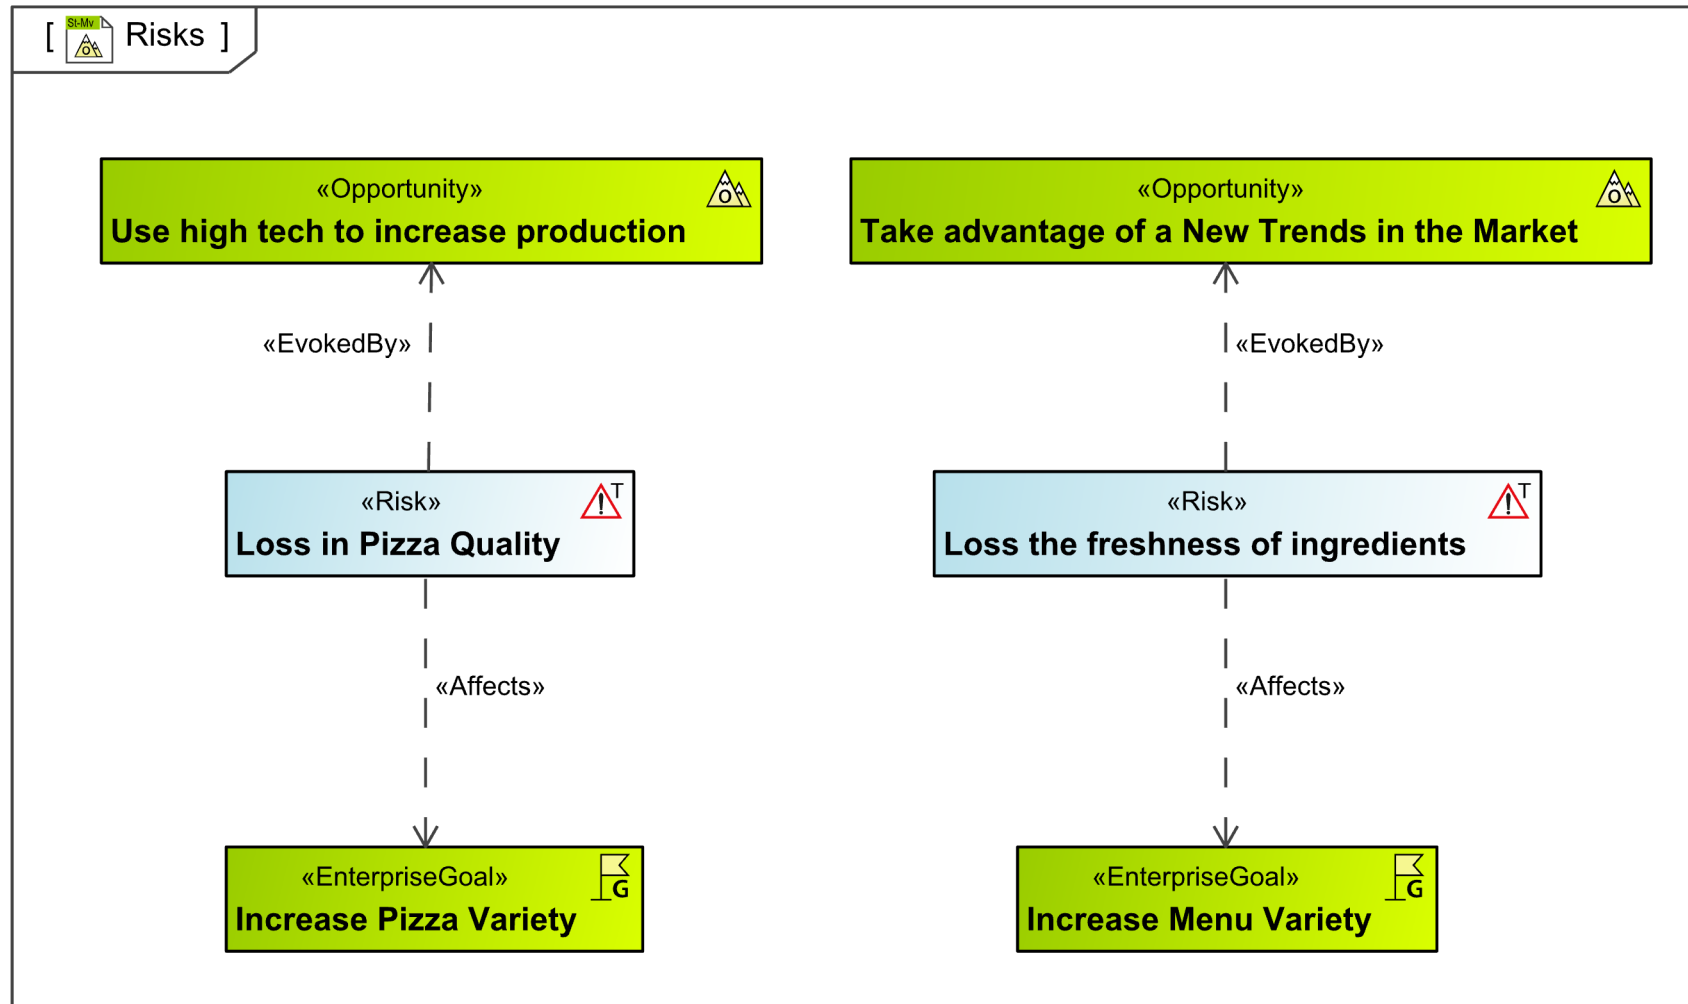 [ St-Mv O Risks ]
«Opportunity» O
Use high tech to increase production
«Opportunity» O
Take advantage of a New Trends in the Market
«EvokedBy»
«EvokedBy»
«Risk» ! T
Loss in Pizza Quality
«Risk» ! T
Loss the freshness of ingredients
«Affects»
«Affects»
«EnterpriseGoal» G
Increase Pizza Variety
«EnterpriseGoal» G
Increase Menu Variety